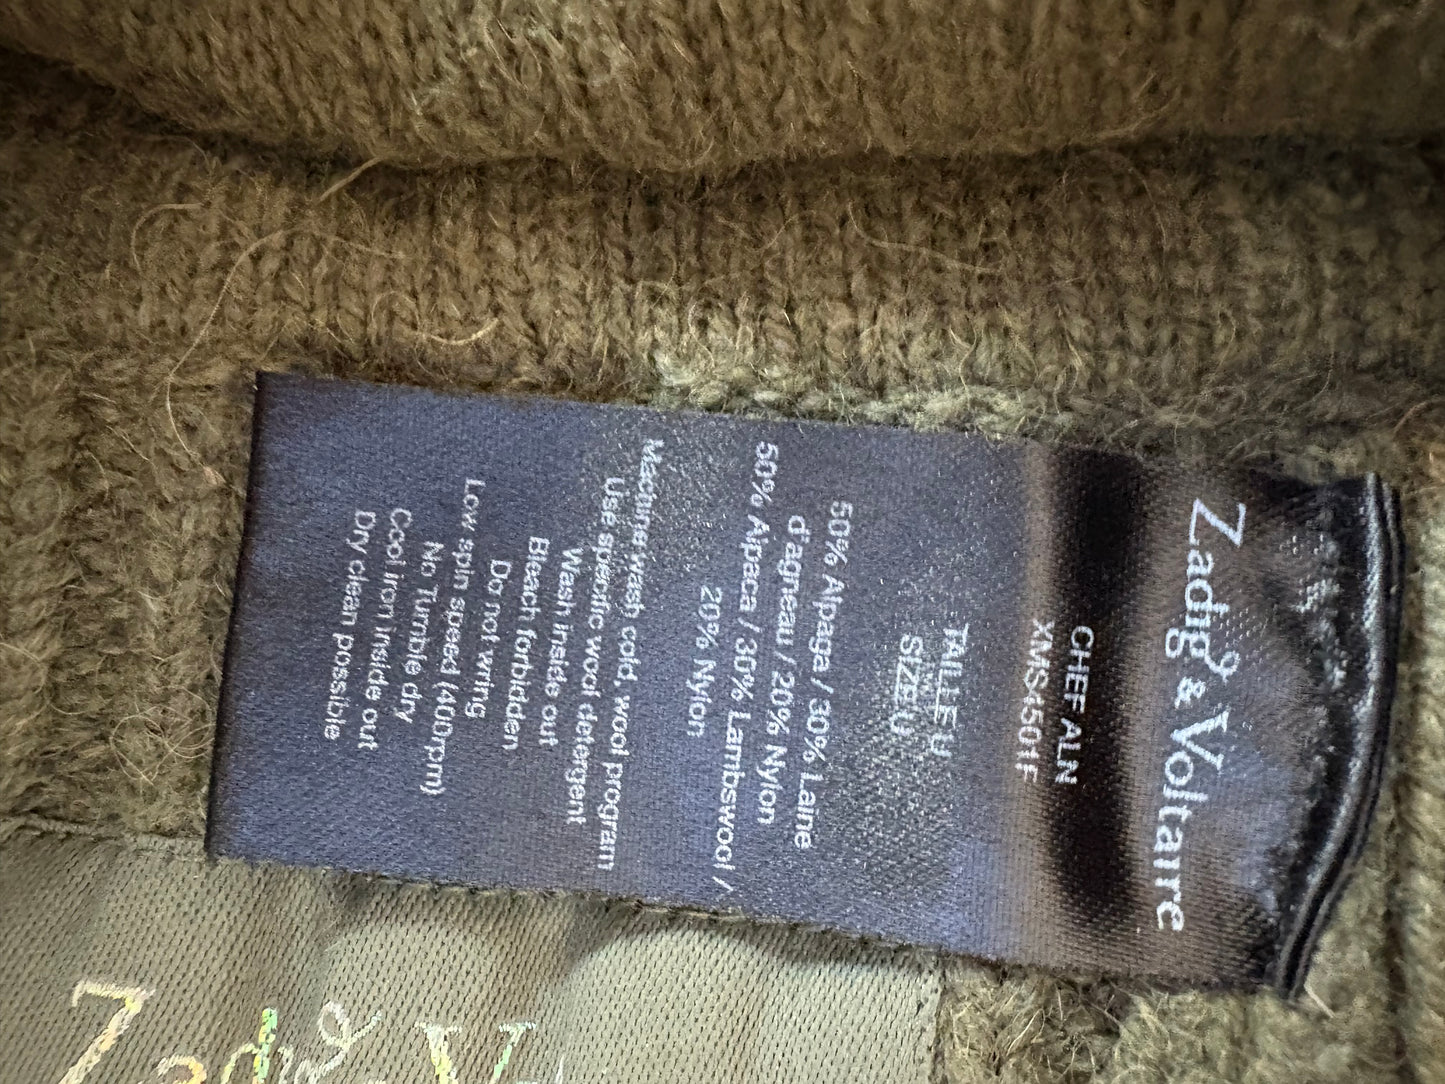 Zadig & Voltaire
CHEF ALN
XMS4501F
TAILLE U
SIZE U
50% Alpaga / 30% Laine
d'agneau / 20% Nylon
50% Alpaca / 30% Lambswool /
20% Nylon
Machine wash cold, wool program
Use specific wool detergent
Wash inside out
Bleach forbidden
Do not wring
Low spin speed (400rpm)
No Tumble dry
Cool iron inside out
Dry clean possible
Zadig